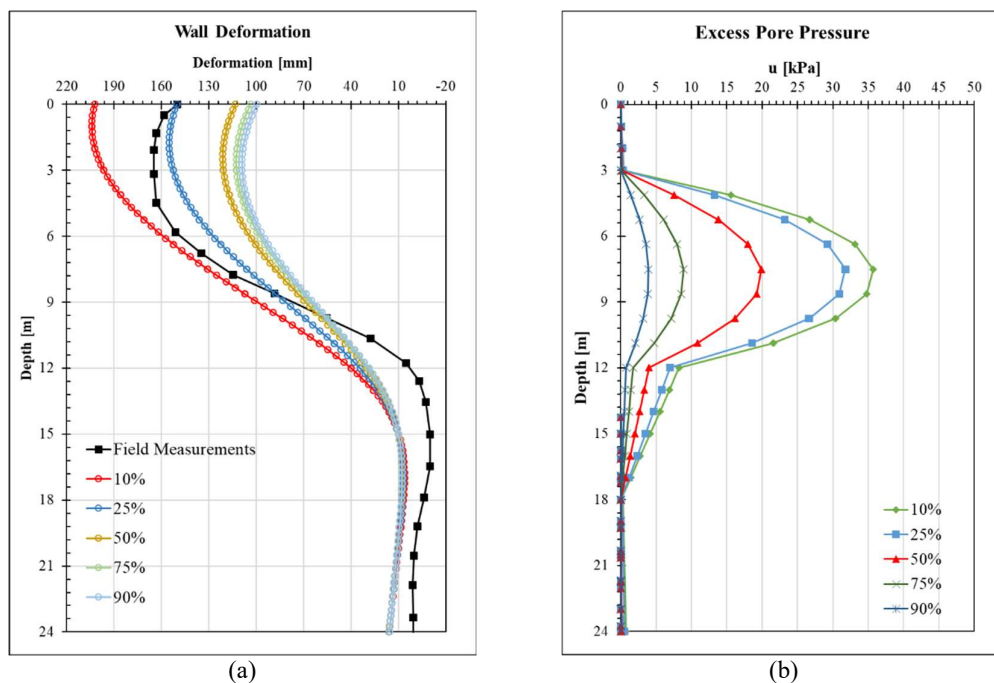 Wall Deformation
Deformation [mm]
220 190 160 130 100 70 40 10 -20
0
3
6
9
12
15
18
21
24
Depth [m]
Field Measurements
10%
25%
50%
75%
90%
(a)
Excess Pore Pressure
u [kPa]
0 5 10 15 20 25 30 35 40 45 50
0
3
6
9
12
15
18
21
24
Depth [m]
10%
25%
50%
75%
90%
(b)